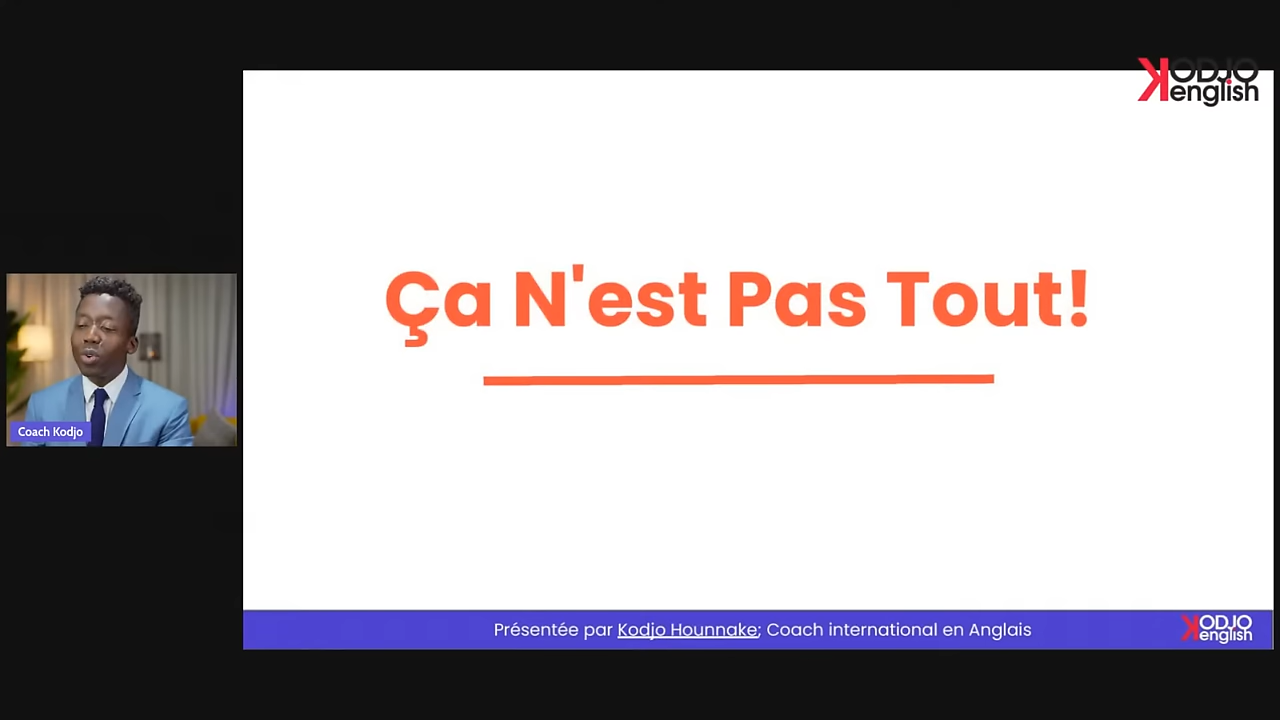 KODJO
english
Ça N'est Pas Tout!
Coach Kodjo
Présentée par Kodjo Hounnake; Coach international en Anglais
KODJO
english